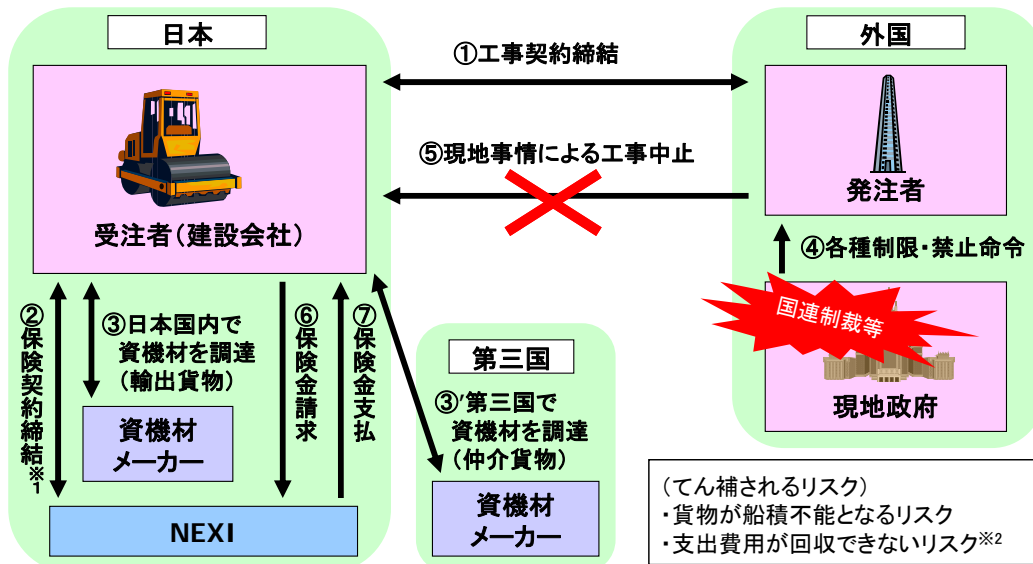 日本
外国
①工事契約締結
⑤現地事情による工事中止
受注者(建設会社)
発注者
④各種制限・禁止命令
国連制裁等
現地政府
②保険契約締結※1
③日本国内で
資機材を調達
(輸出貨物)
資機材
メーカー
⑥保険金請求
⑦保険金支払
第三国
③’第三国で
資機材を調達
(仲介貨物)
資機材
メーカー
NEXI
(てん補されるリスク)
・貨物が船積不能となるリスク
・支出費用が回収できないリスク※2